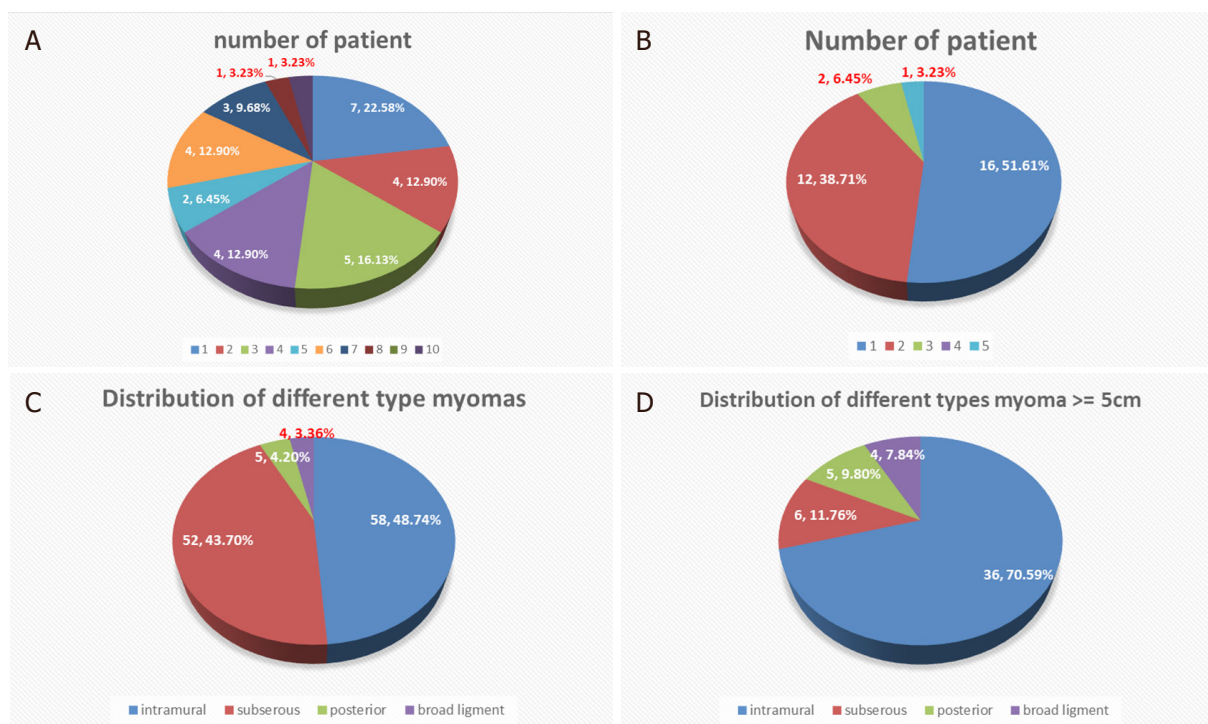 A
number of patient
1, 3.23%
1, 3.23%
3, 9.68%
7, 22.58%
4, 12.90%
4, 12.90%
2, 6.45%
4, 12.90%
5, 16.13%
1 2 3 4 5 6 7 8 9 10
B
Number of patient
2, 6.45%
1, 3.23%
16, 51.61%
12, 38.71%
1 2 3 4 5
C
Distribution of different type myomas
4, 3.36%
5, 4.20%
58, 48.74%
52, 43.70%
intramural subserous posterior broad ligment
D
Distribution of different types myoma >= 5cm
4, 7.84%
5, 9.80%
6, 11.76%
36, 70.59%
intramural subserous posterior broad ligment